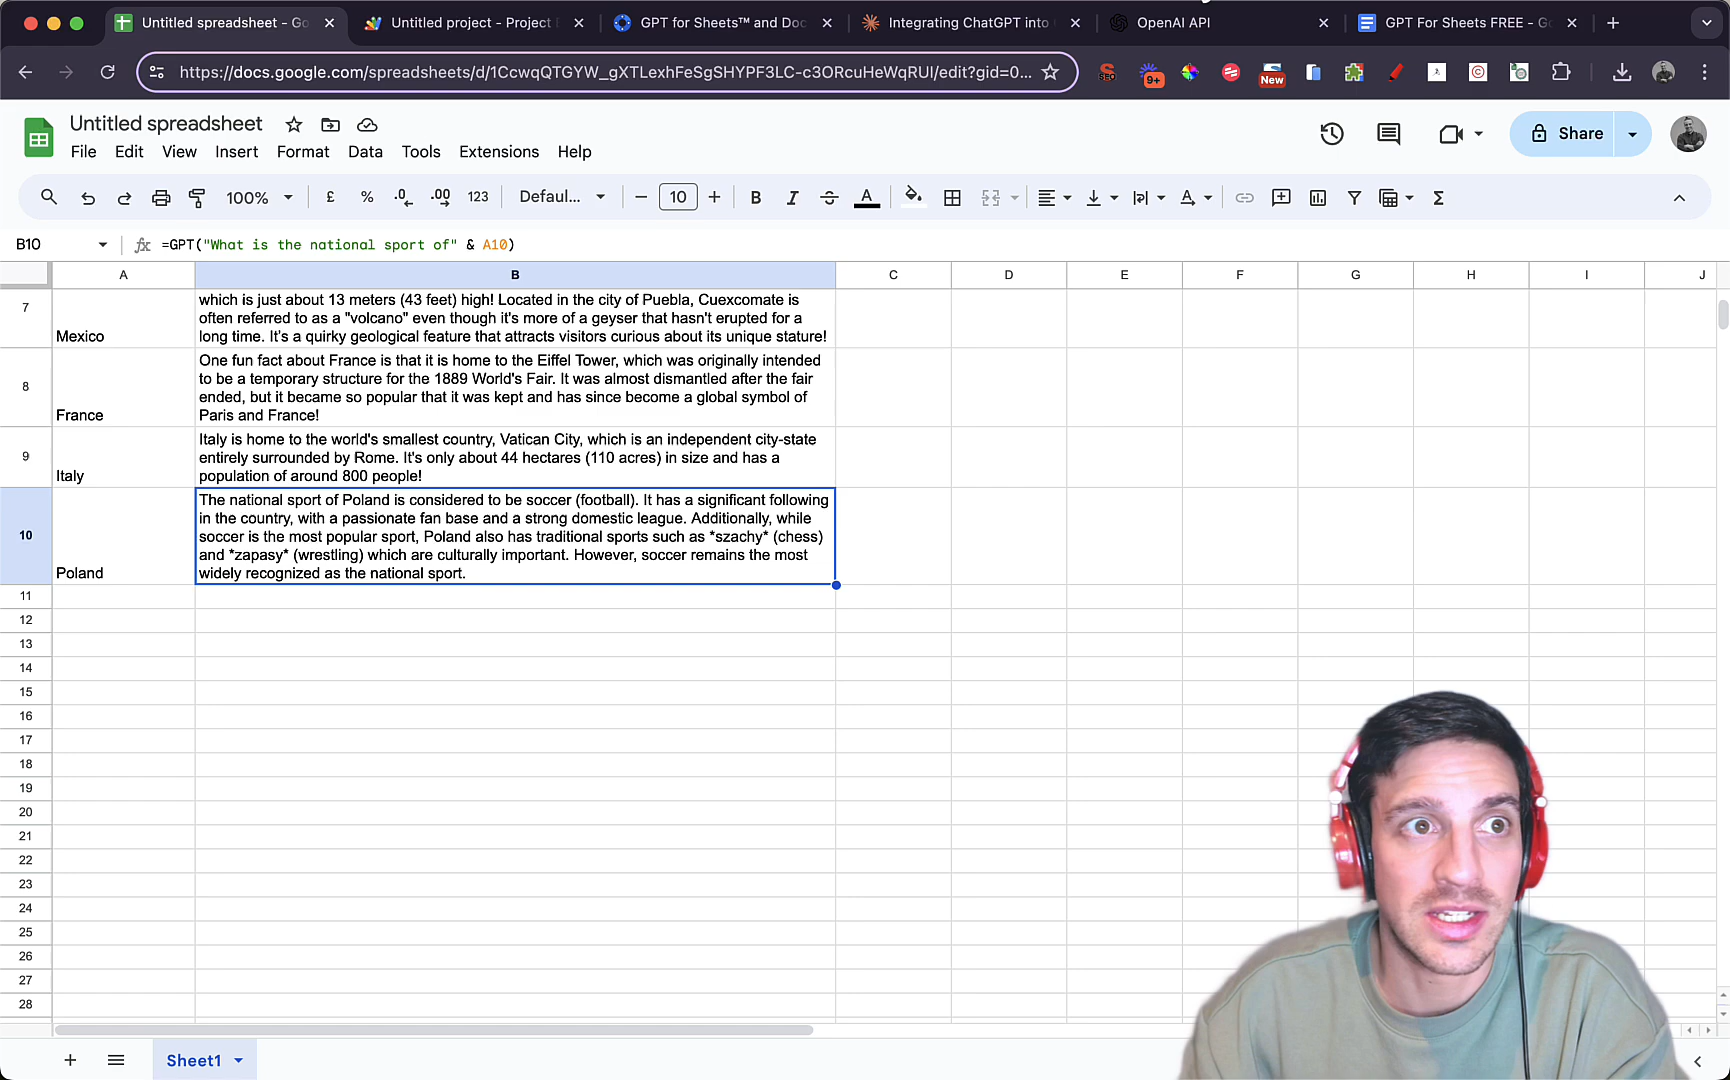 Untitled spreadsheet - Go
Untitled project - Project
GPT for Sheets™ and Doc
Integrating ChatGPT into
OpenAI API
GPT For Sheets FREE - G
https://docs.google.com/spreadsheets/d/1CcwqQTGYW_gXTLexhFeSgSHYPF3LC-c3ORcuHeWqRUI/edit?gid=0...
SEO
9+
New
Untitled spreadsheet
File Edit View Insert Format Data Tools Extensions Help
Share
100% £ % .0 .00 123 Defaul... 10 B I S A
B10 fx =GPT("What is the national sport of" & A10)
A B C D E F G H I J
7
which is just about 13 meters (43 feet) high! Located in the city of Puebla, Cuexcomate is
often referred to as a "volcano" even though it's more of a geyser that hasn't erupted for a
Mexico long time. It's a quirky geological feature that attracts visitors curious about its unique stature!
8
One fun fact about France is that it is home to the Eiffel Tower, which was originally intended
to be a temporary structure for the 1889 World's Fair. It was almost dismantled after the fair
ended, but it became so popular that it was kept and has since become a global symbol of
France Paris and France!
9
Italy is home to the world's smallest country, Vatican City, which is an independent city-state
entirely surrounded by Rome. It's only about 44 hectares (110 acres) in size and has a
Italy population of around 800 people!
10
The national sport of Poland is considered to be soccer (football). It has a significant following
in the country, with a passionate fan base and a strong domestic league. Additionally, while
soccer is the most popular sport, Poland also has traditional sports such as *szachy* (chess)
and *zapasy* (wrestling) which are culturally important. However, soccer remains the most
Poland widely recognized as the national sport.
11
12
13
14
15
16
17
18
19
20
21
22
23
24
25
26
27
28
Sheet1